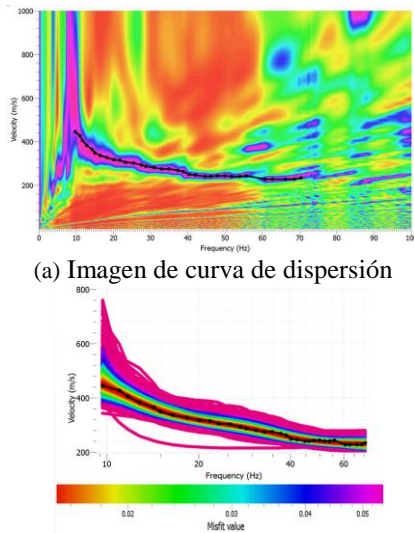 1000
800
600
400
200
Velocity (m/s)
0 10 20 30 40 50 60 70 80 90 100
Frequency (Hz)
(a) Imagen de curva de dispersión
800
600
400
200
Velocity (m/s)
10 20 40 60
Frequency (Hz)
0.02 0.03 0.04 0.05
Misfit value